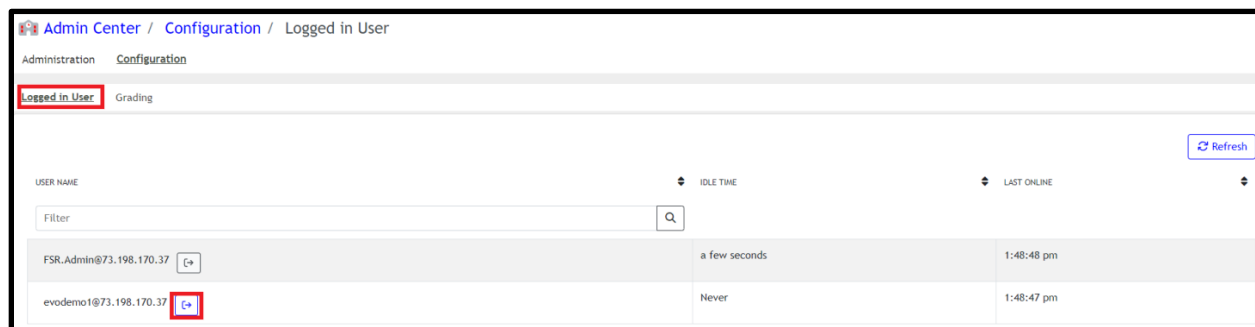 Admin Center / Configuration / Logged in User
Administration Configuration
Logged in User Grading
Refresh
USER NAME IDLE TIME LAST ONLINE
Filter
FSR.Admin@73.198.170.37 a few seconds 1:48:48 pm
evodemo1@73.198.170.37 Never 1:48:47 pm